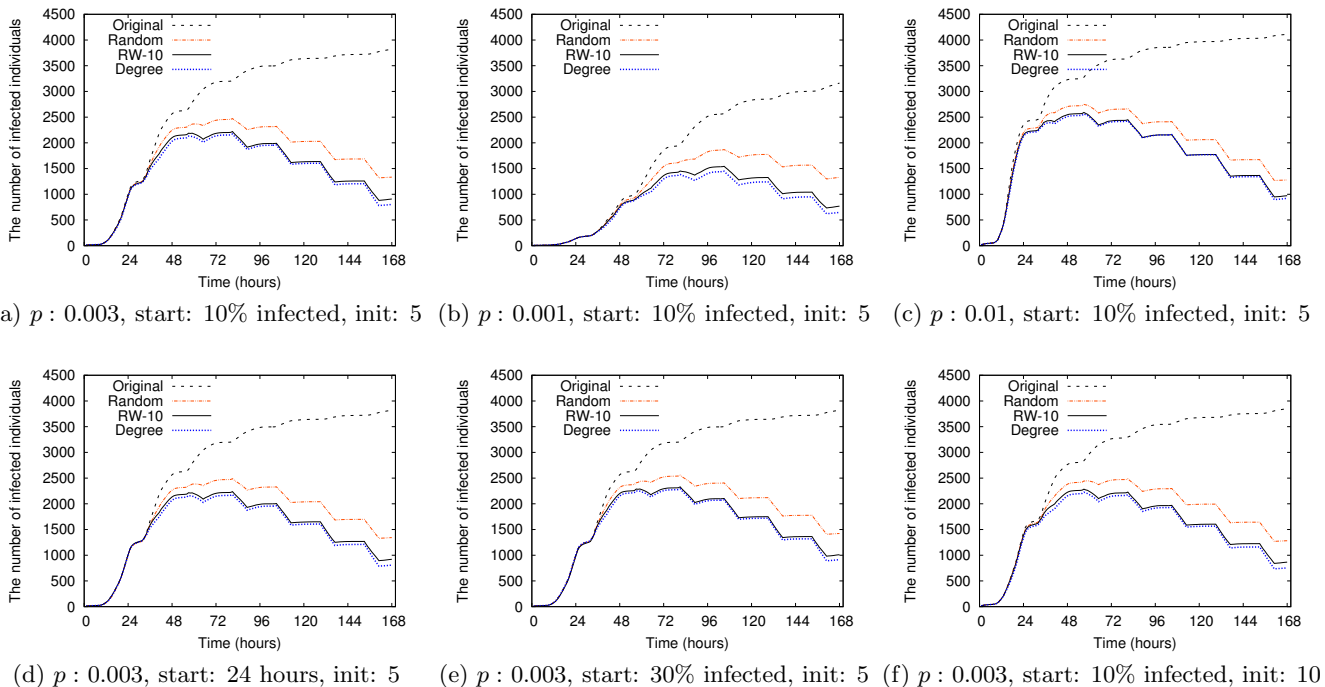 4500
4000
3500
3000
2500
2000
1500
1000
500
0
The number of infected individuals
Original
Random
RW-10
Degree
0 24 48 72 96 120 144 168
Time (hours)
a) p : 0.003, start: 10% infected, init: 5
4500
4000
3500
3000
2500
2000
1500
1000
500
0
The number of infected individuals
Original
Random
RW-10
Degree
0 24 48 72 96 120 144 168
Time (hours)
(b) p : 0.001, start: 10% infected, init: 5
4500
4000
3500
3000
2500
2000
1500
1000
500
0
The number of infected individuals
Original
Random
RW-10
Degree
0 24 48 72 96 120 144 168
Time (hours)
(c) p : 0.01, start: 10% infected, init: 5
4500
4000
3500
3000
2500
2000
1500
1000
500
0
The number of infected individuals
Original
Random
RW-10
Degree
0 24 48 72 96 120 144 168
Time (hours)
(d) p : 0.003, start: 24 hours, init: 5
4500
4000
3500
3000
2500
2000
1500
1000
500
0
The number of infected individuals
Original
Random
RW-10
Degree
0 24 48 72 96 120 144 168
Time (hours)
(e) p : 0.003, start: 30% infected, init: 5
4500
4000
3500
3000
2500
2000
1500
1000
500
0
The number of infected individuals
Original
Random
RW-10
Degree
0 24 48 72 96 120 144 168
Time (hours)
(f) p : 0.003, start: 10% infected, init: 10